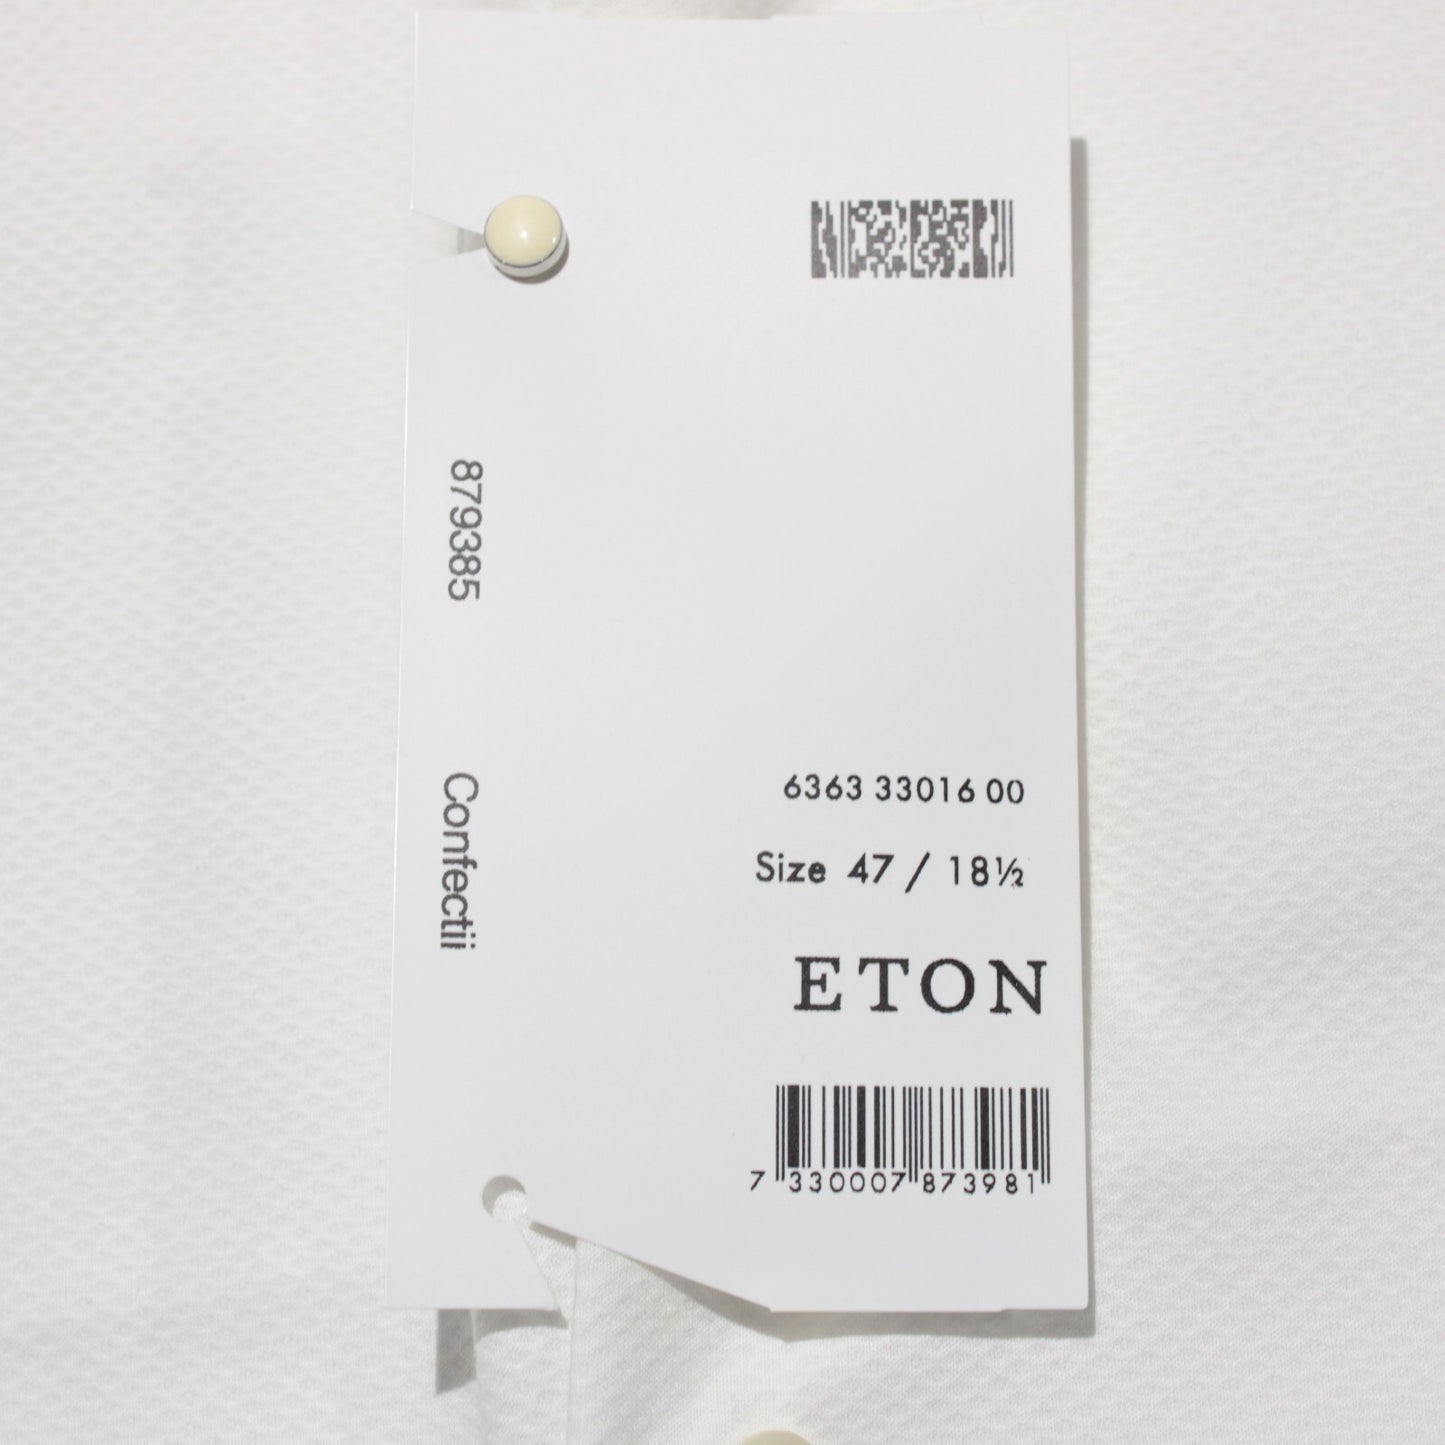 879385 Confectii
6363 33016 00
Size 47 / 18½
ETON
7 330007 873981